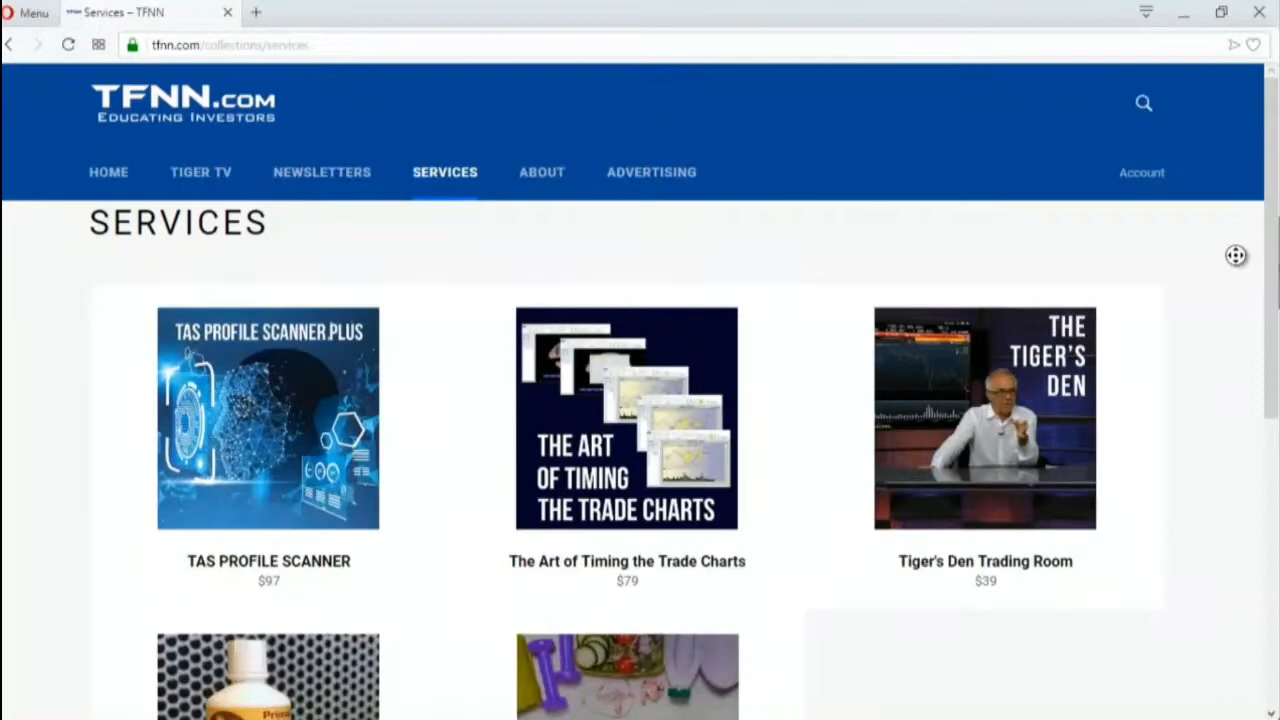 Menu
Services – TFNN
tfnn.com/collections/services
TFNN.COM
EDUCATING INVESTORS
HOME
TIGER TV
NEWSLETTERS
SERVICES
ABOUT
ADVERTISING
Account
SERVICES
TAS PROFILE SCANNER PLUS
THE ART
OF TIMING
THE TRADE CHARTS
THE
TIGER'S
DEN
TAS PROFILE SCANNER
$97
The Art of Timing the Trade Charts
$79
Tiger's Den Trading Room
$39